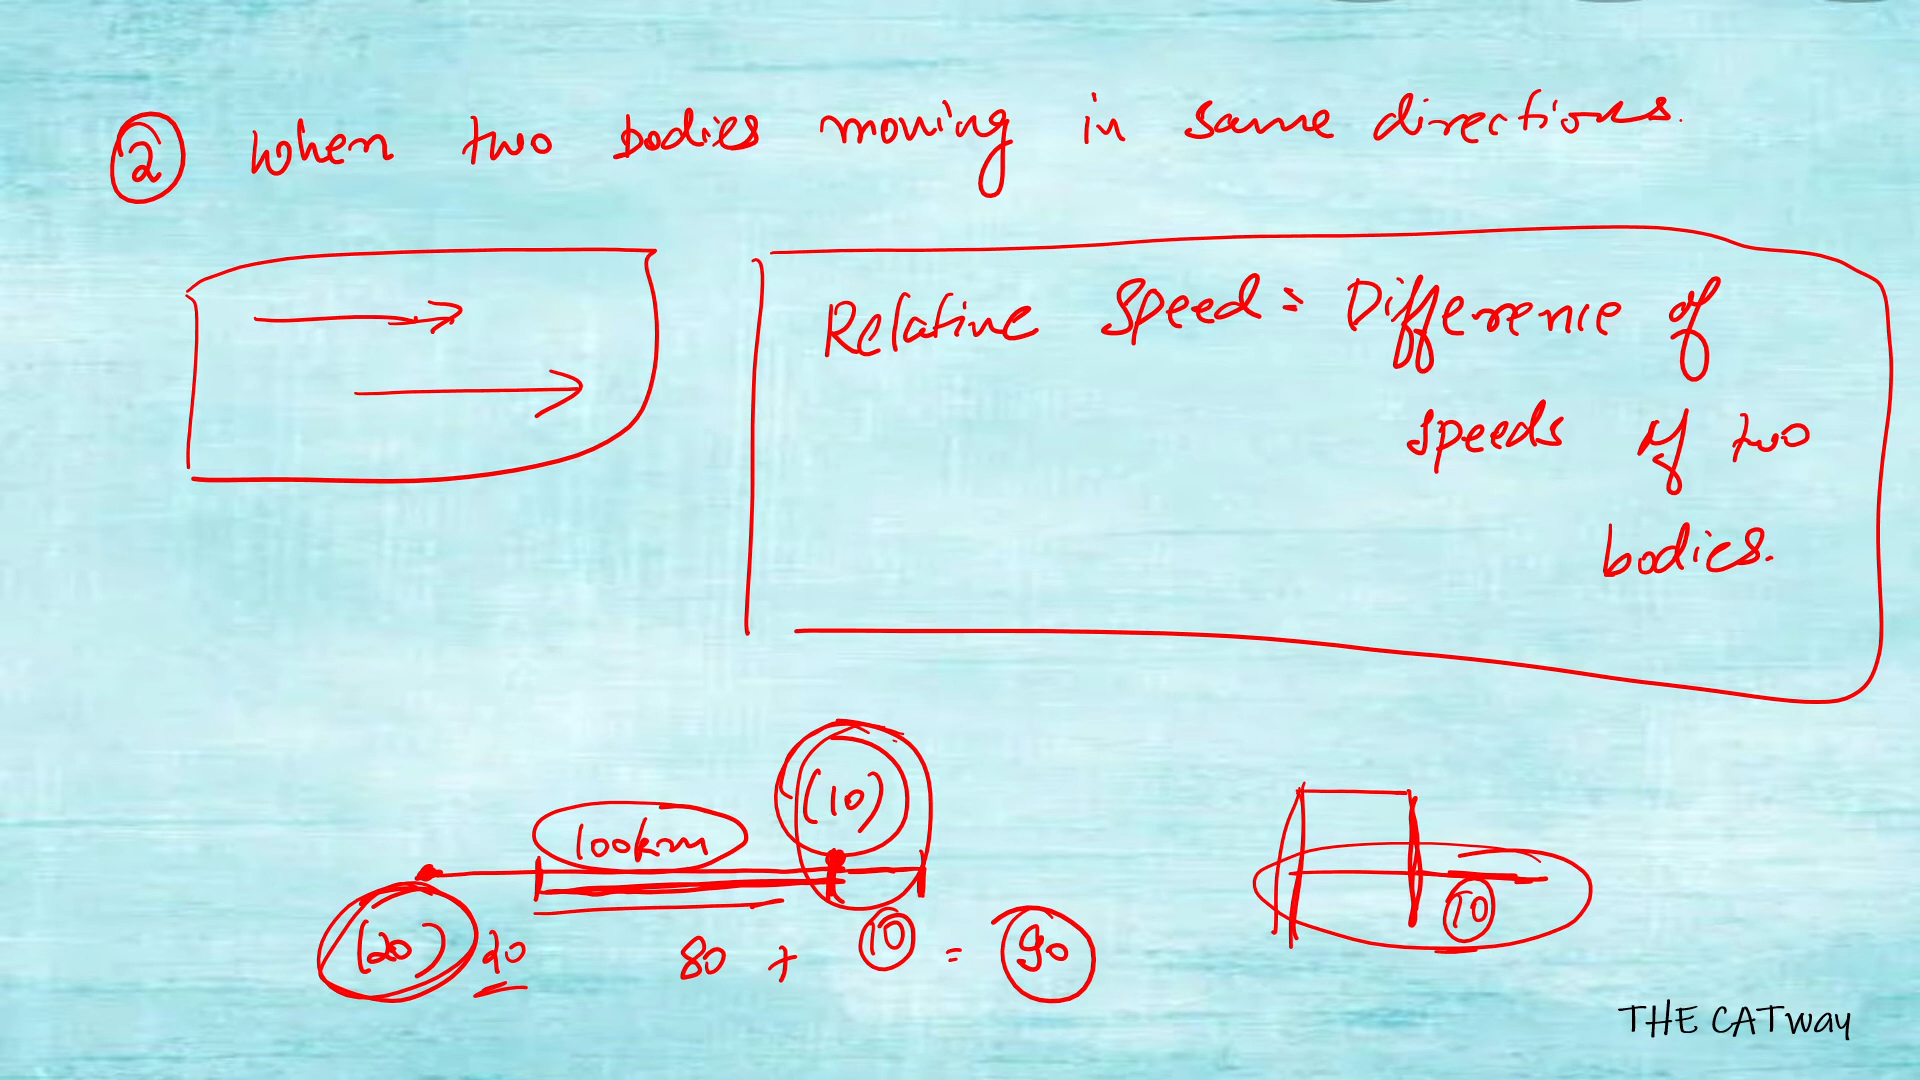 2 When two bodies moving in same directions.
Relative Speed = Difference of
speeds of two
bodies.
(10)
100km
(20) 20 80 + 10 = 90
10
THE CATway